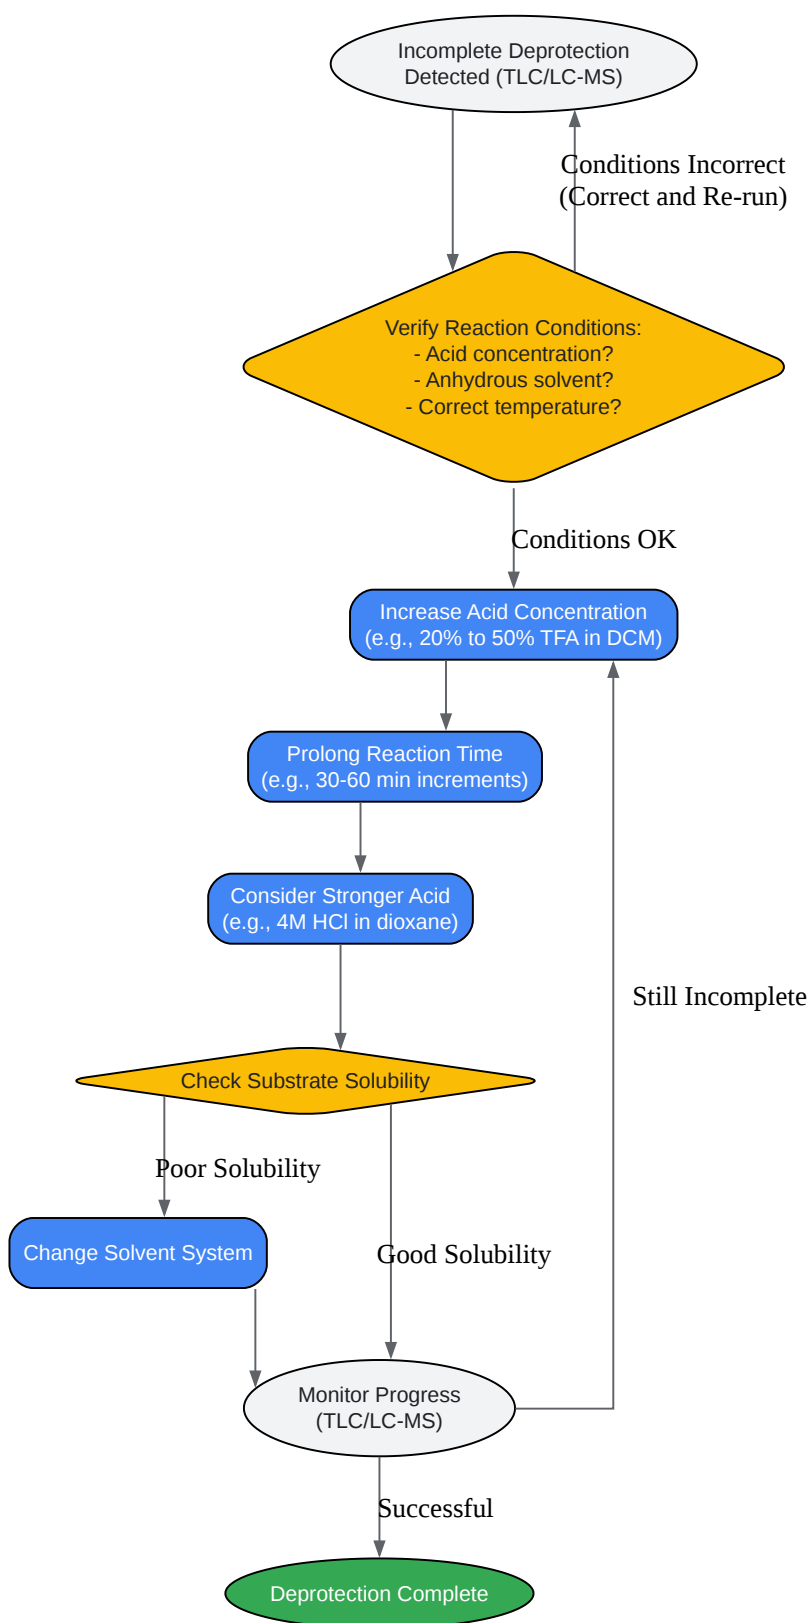 Incomplete Deprotection
Detected (TLC/LC-MS)
Conditions Incorrect
(Correct and Re-run)
Verify Reaction Conditions:
- Acid concentration?
- Anhydrous solvent?
- Correct temperature?
Conditions OK
Increase Acid Concentration
(e.g., 20% to 50% TFA in DCM)
Prolong Reaction Time
(e.g., 30-60 min increments)
Consider Stronger Acid
(e.g., 4M HCl in dioxane)
Still Incomplete
Check Substrate Solubility
Poor Solubility
Change Solvent System
Good Solubility
Monitor Progress
(TLC/LC-MS)
Successful
Deprotection Complete